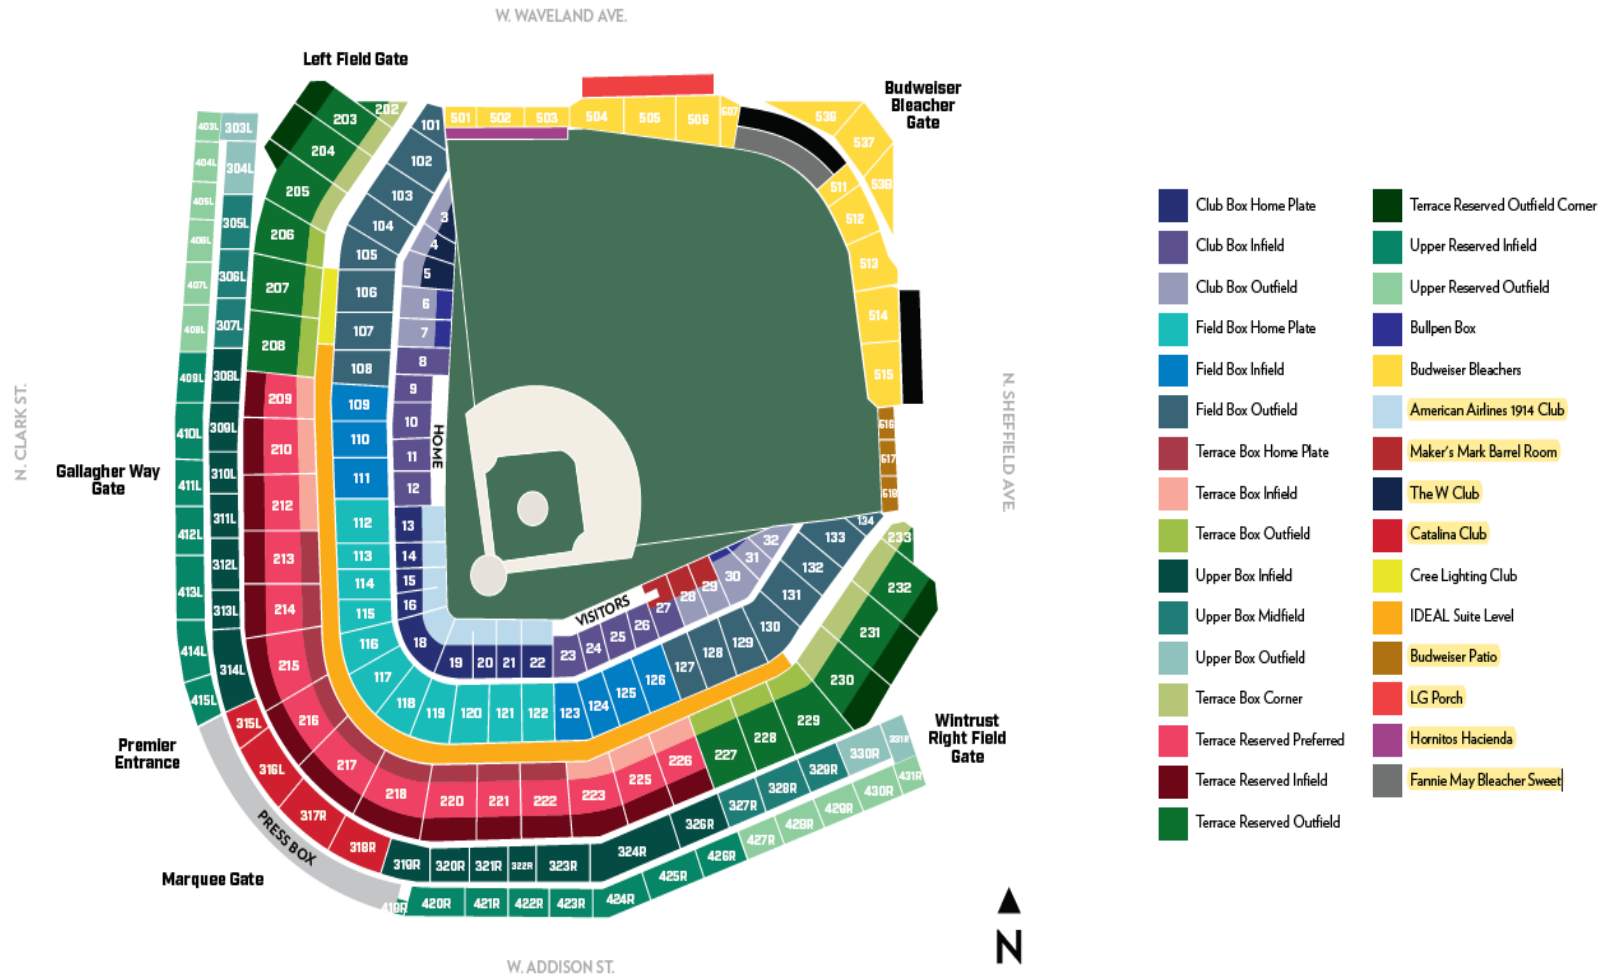 W. WAVELAND AVE.
Left Field Gate
Budweiser
Bleacher
Gate
N. CLARK ST.
Gallagher Way
Gate
Premier
Entrance
PRESS BOX
Marquee Gate
W. ADDISON ST.
N. SHEFFIELD AVE
Wintrust
Right Field
Gate
N
HOME
VISITORS
501 502 503 504 505 506 507
536 537 538
511 512 513 514 515
516 517 518
202 203 204 205 206 207 208
209 210 212 213 214 215 216 217 218
220 221 222 223 225 226 227 228 229 230 231 232 233
101 102 103 104 105 106 107 108
109 110 111 112 113 114 115 116 117 118 119 120 121 122
123 124 125 126 127 128 129 130 131 132 133 134
3 4 5 6 7 8 9 10 11 12 13 14 15 16 18
19 20 21 22 23 24 25 26 27 28 29 30 31 32
303L 304L 305L 306L 307L 308L 309L 310L 311L 312L 313L 314L 315L 316L
317R 318R 319R 320R 321R 322R 323R 324R 326R 327R 328R 329R 330R 331R
403L 404L 405L 406L 407L 408L 409L 410L 411L 412L 413L 414L 415L
419R 420R 421R 422R 423R 424R 425R 426R 427R 428R 429R 430R 431R
Club Box Home Plate
Club Box Infield
Club Box Outfield
Field Box Home Plate
Field Box Infield
Field Box Outfield
Terrace Box Home Plate
Terrace Box Infield
Terrace Box Outfield
Upper Box Infield
Upper Box Midfield
Upper Box Outfield
Terrace Box Corner
Terrace Reserved Preferred
Terrace Reserved Infield
Terrace Reserved Outfield
Terrace Reserved Outfield Corner
Upper Reserved Infield
Upper Reserved Outfield
Bullpen Box
Budweiser Bleachers
American Airlines 1914 Club
Maker's Mark Barrel Room
The W Club
Catalina Club
Cree Lighting Club
IDEAL Suite Level
Budweiser Patio
LG Porch
Hornitos Hacienda
Fannie May Bleacher Sweet